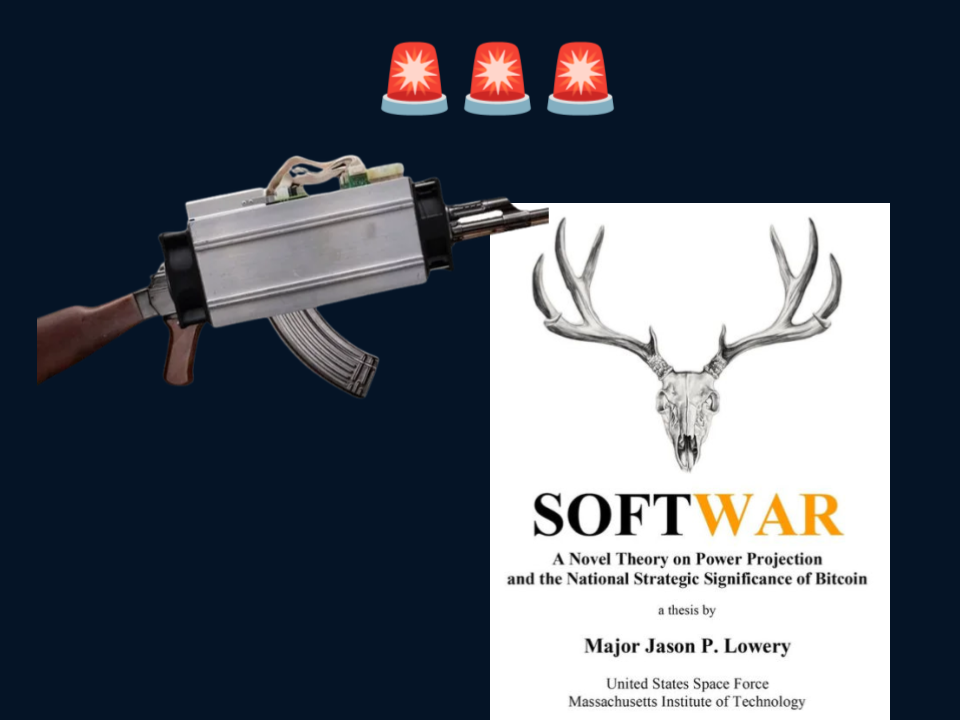 SOFTWAR
A Novel Theory on Power Projection
and the National Strategic Significance of Bitcoin
a thesis by
Major Jason P. Lowery
United States Space Force
Massachusetts Institute of Technology